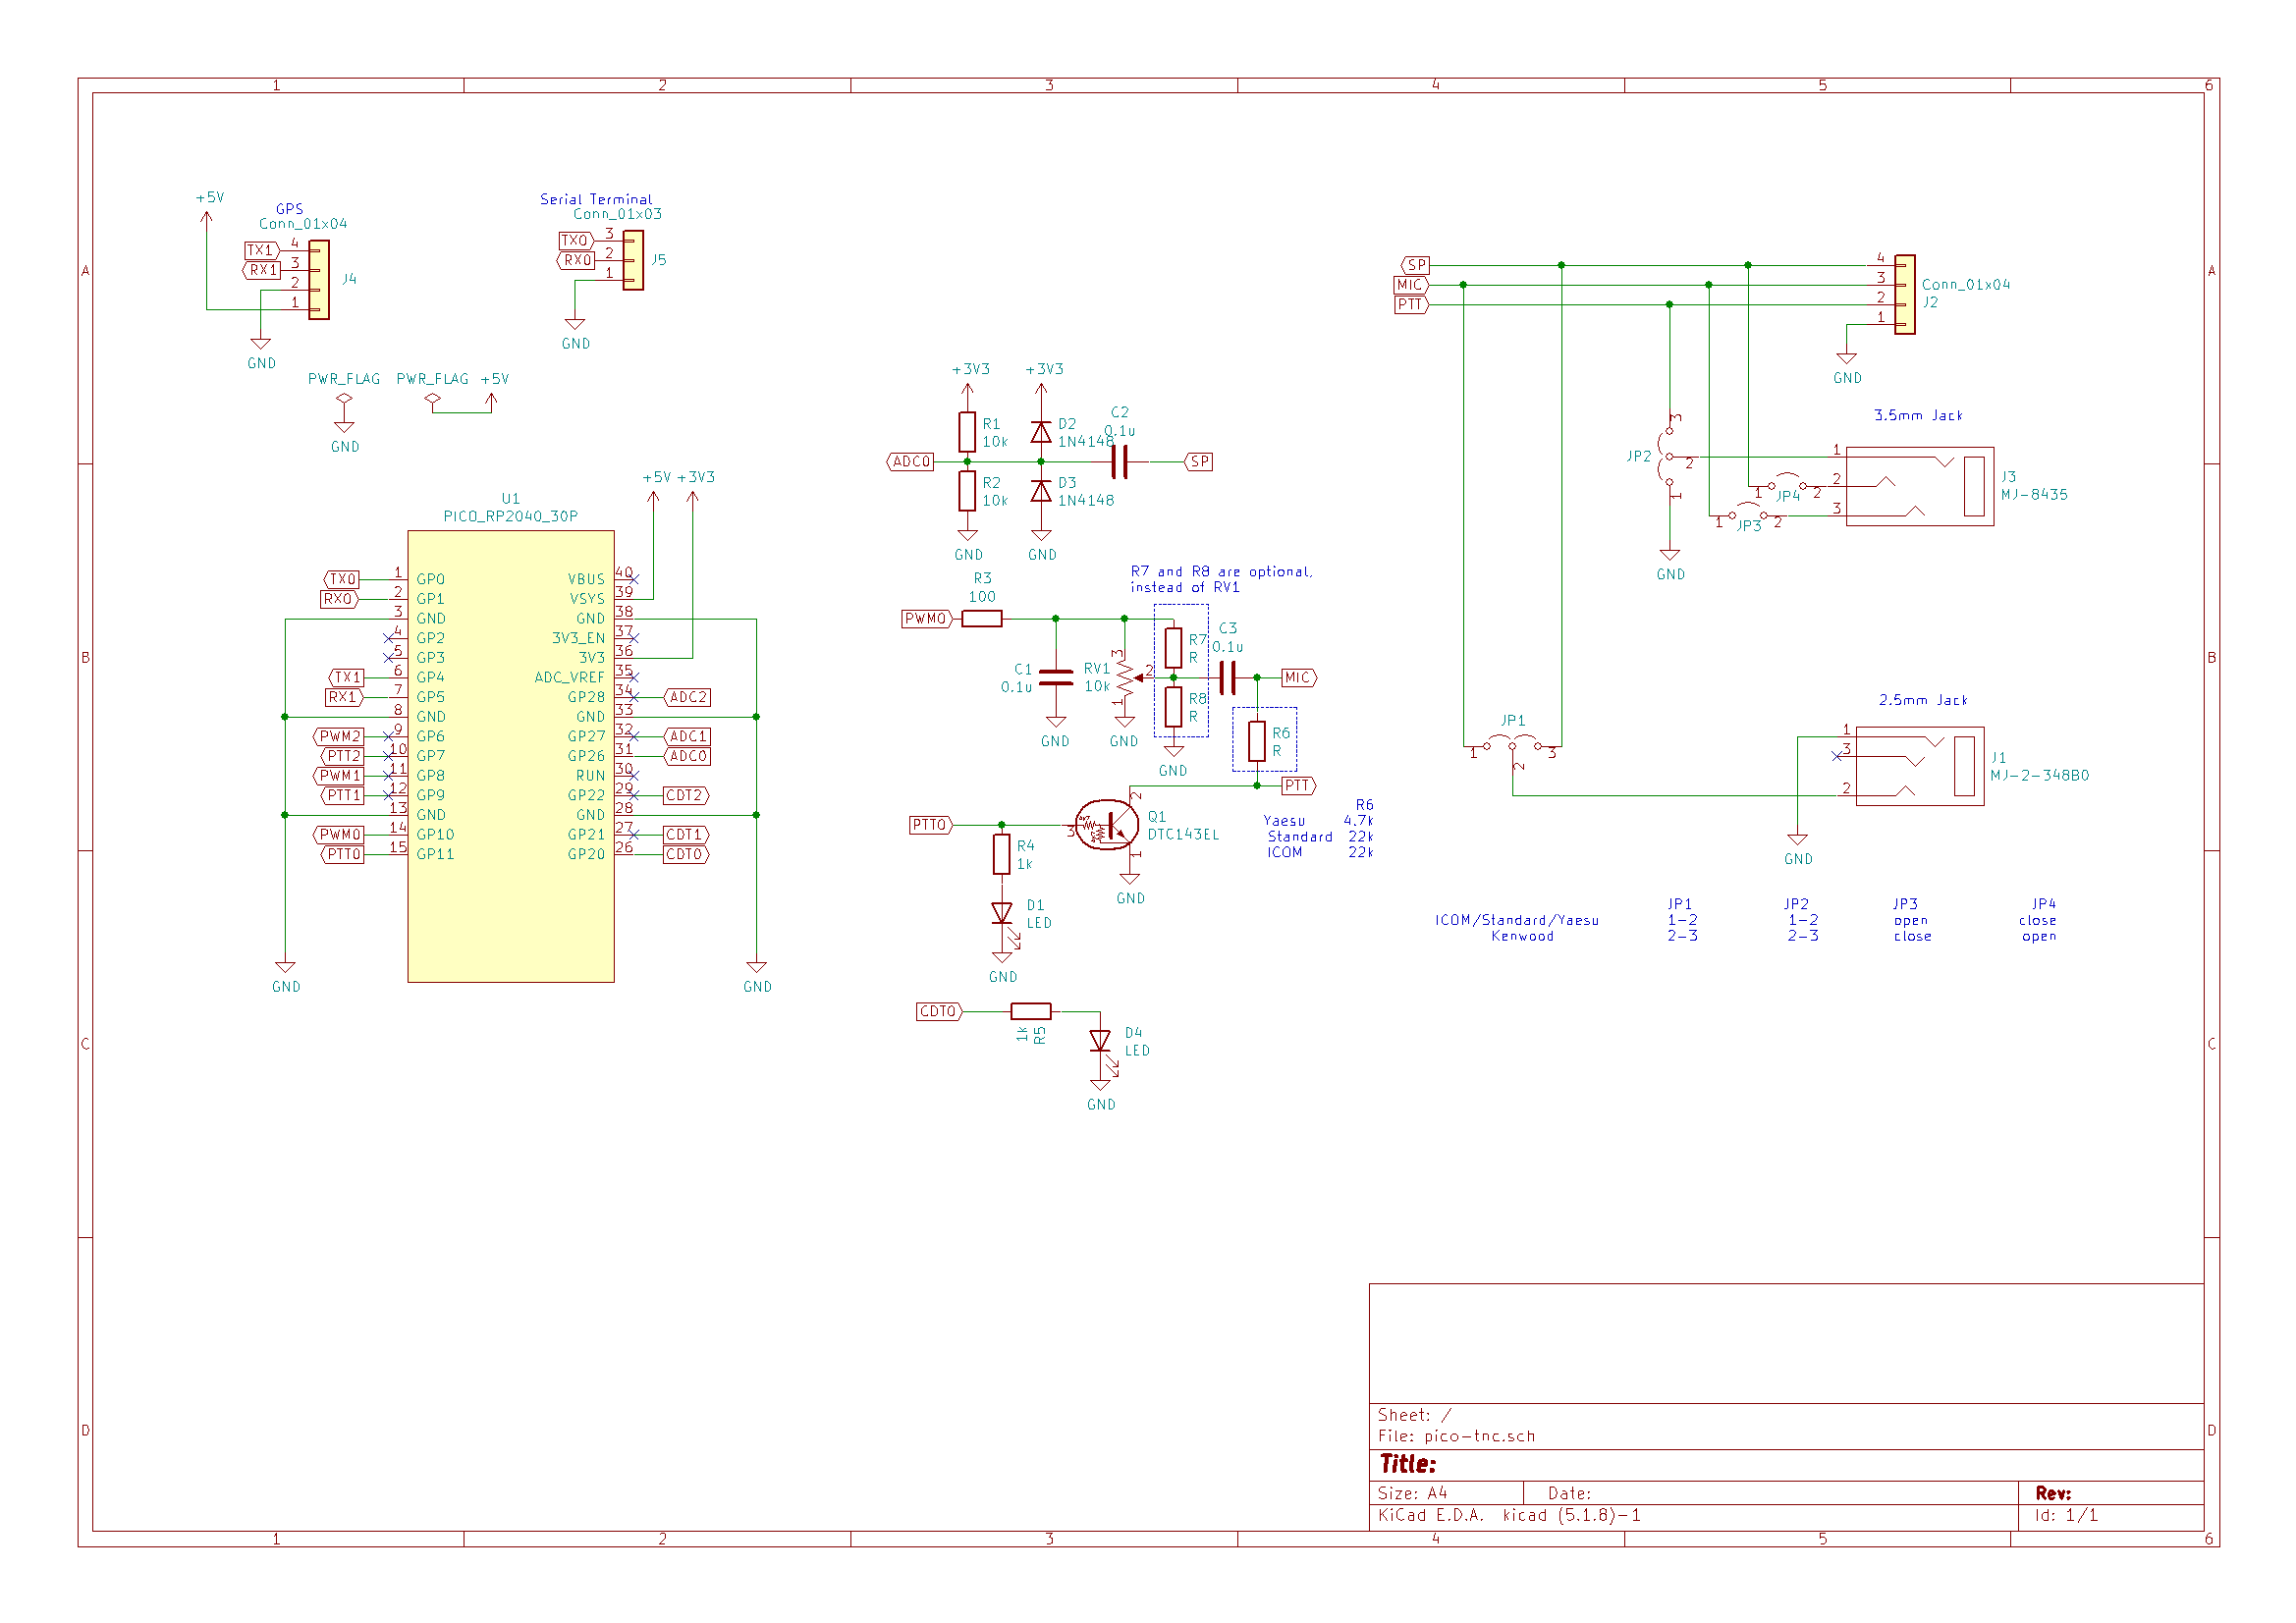 1 2 3 4 5 6
A
B
C
D
A
B
C
D
+5V
GPS
Conn_01x04
TX1 4
RX1 3
2
1
J4
GND
Serial Terminal
Conn_01x03
TX0 3
RX0 2
1
J5
GND
PWR_FLAG
GND
PWR_FLAG +5V
+5V +3V3
U1
PICO_RP2040_30P
TX0 1 GP0
RX0 2 GP1
3 GND
4 GP2
5 GP3
TX1 6 GP4
RX1 7 GP5
8 GND
PWM2 9 GP6
PTT2 10 GP7
PWM1 11 GP8
PTT1 12 GP9
13 GND
PWM0 14 GP10
PTT0 15 GP11
VBUS 40
VSYS 39
GND 38
3V3_EN 37
3V3 36
ADC_VREF 35
GP28 34 ADC2
GND 33
GP27 32 ADC1
GP26 31 ADC0
RUN 30
GP22 29 CDT2
GND 28
GP21 27 CDT1
GP20 26 CDT0
GND
GND
+3V3 +3V3
R1
10k
D2
1N4148
C2
0.1u
ADC0
SP
R2
10k
D3
1N4148
GND GND
R7 and R8 are optional,
instead of RV1
R3
100
PWM0
C1
0.1u
RV1
10k
3
2
1
R7
R
R8
R
C3
0.1u
MIC
GND GND
GND
R6
R
PTT
PTT0
3
2
1
Q1
DTC143EL
R4
1k
GND
D1
LED
GND
R6
Yaesu 4.7k
Standard 22k
ICOM 22k
CDT0
1k
R5
D4
LED
GND
SP
MIC
PTT
4
3
2
1
Conn_01x04
J2
GND
3.5mm Jack
3
JP2
2
1
GND
1
2
3
1 JP4 2
1 JP3 2
J3
MJ-8435
JP1
1 2 3
2.5mm Jack
1
3
2
J1
MJ-2-348B0
GND
JP1 JP2 JP3 JP4
ICOM/Standard/Yaesu 1-2 1-2 open close
Kenwood 2-3 2-3 close open
Sheet: /
File: pico-tnc.sch
Title:
Size: A4 Date: Rev:
KiCad E.D.A. kicad (5.1.8)-1 Id: 1/1
1 2 3 4 5 6